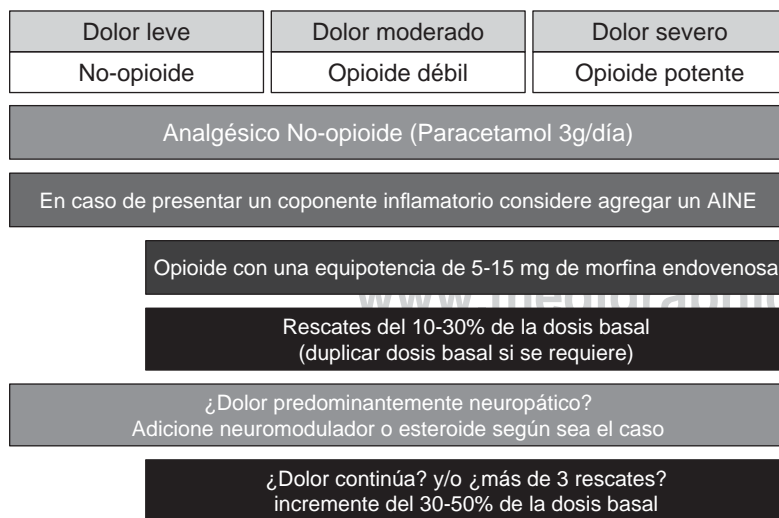 Dolor leve
Dolor moderado
Dolor severo
No-opioide
Opioide débil
Opioide potente
Analgésico No-opioide (Paracetamol 3g/día)
En caso de presentar un coponente inflamatorio considere agregar un AINE
Opioide con una equipotencia de 5-15 mg de morfina endovenosa
Rescates del 10-30% de la dosis basal
(duplicar dosis basal si se requiere)
¿Dolor predominantemente neuropático?
Adicione neuromodulador o esteroide según sea el caso
¿Dolor continúa? y/o ¿más de 3 rescates?
incremente del 30-50% de la dosis basal